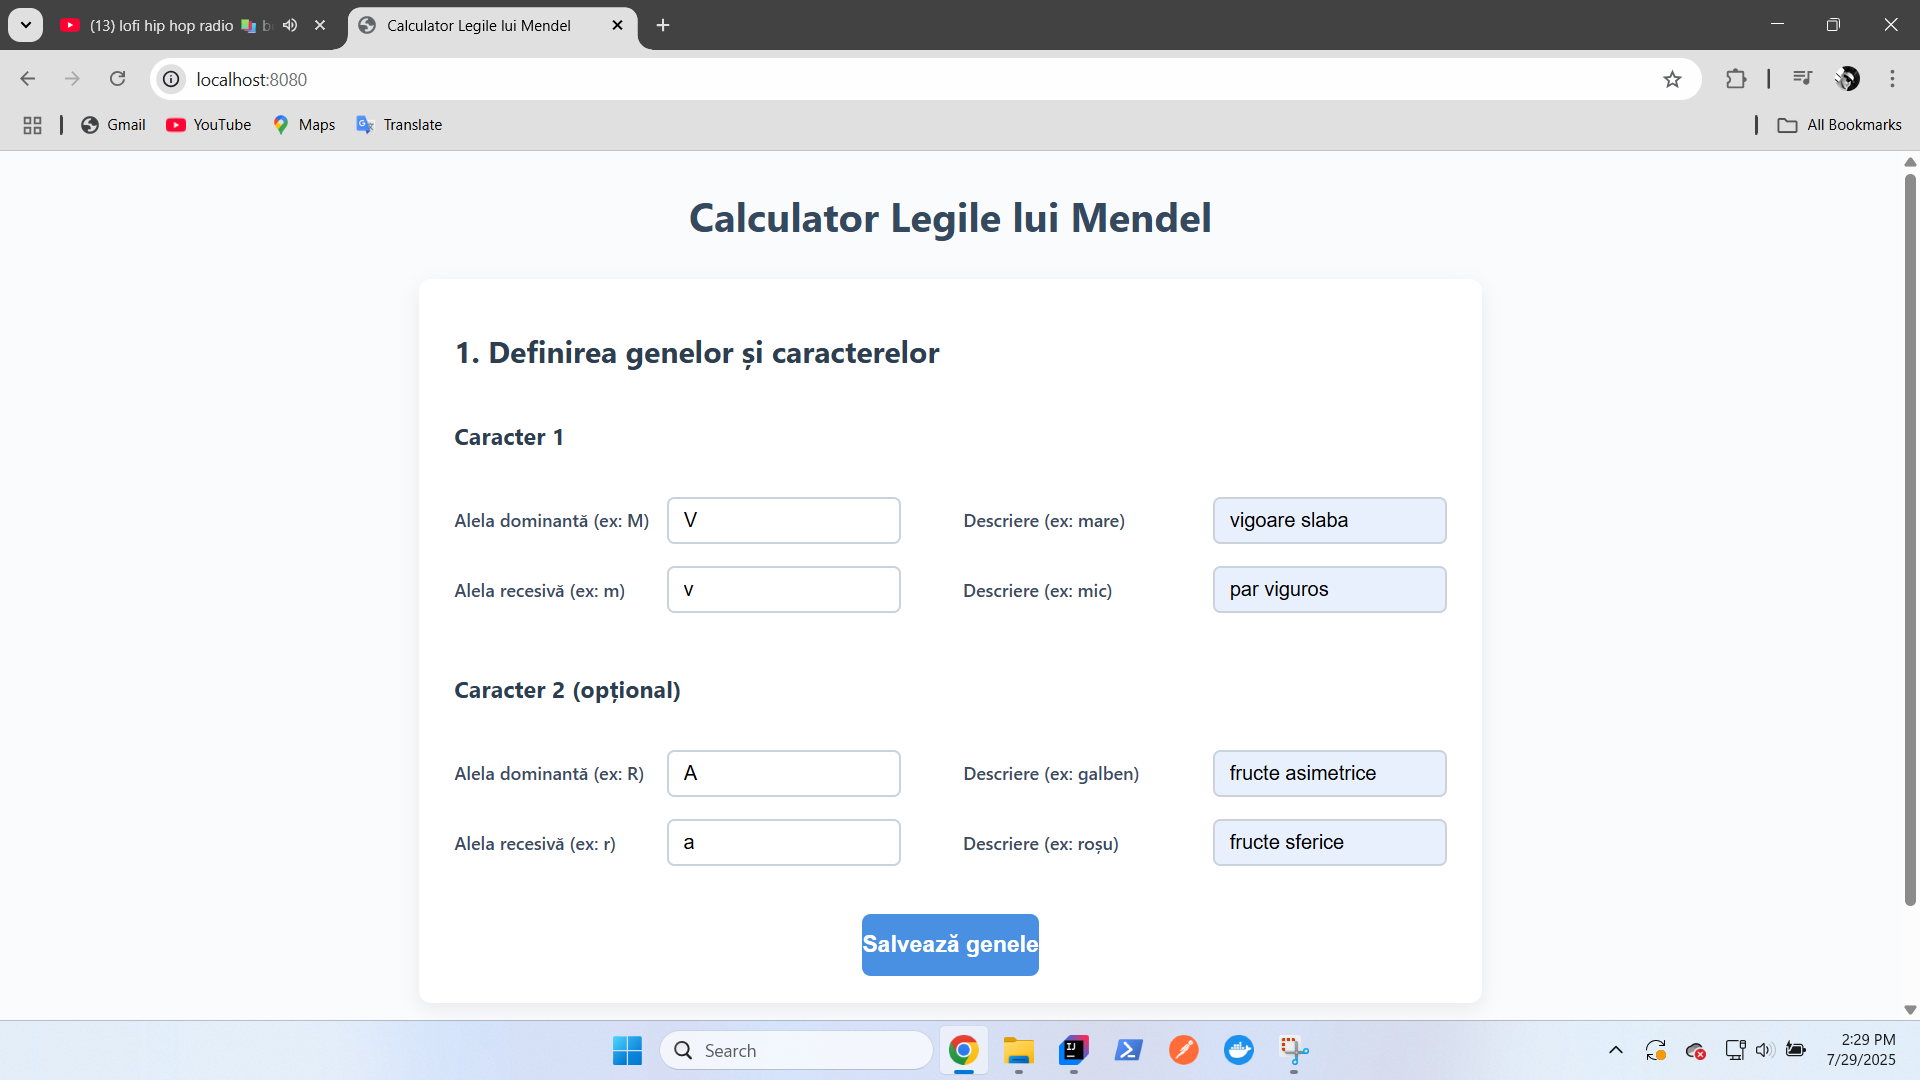 (13) lofi hip hop radio
Calculator Legile lui Mendel
localhost:8080
Gmail
YouTube
Maps
Translate
All Bookmarks
Calculator Legile lui Mendel
1. Definirea genelor și caracterelor
Caracter 1
Alela dominantă (ex: M) V Descriere (ex: mare) vigoare slaba
Alela recesivă (ex: m) v Descriere (ex: mic) par viguros
Caracter 2 (opțional)
Alela dominantă (ex: R) A Descriere (ex: galben) fructe asimetrice
Alela recesivă (ex: r) a Descriere (ex: roșu) fructe sferice
Salvează genele
Search
2:29 PM
7/29/2025